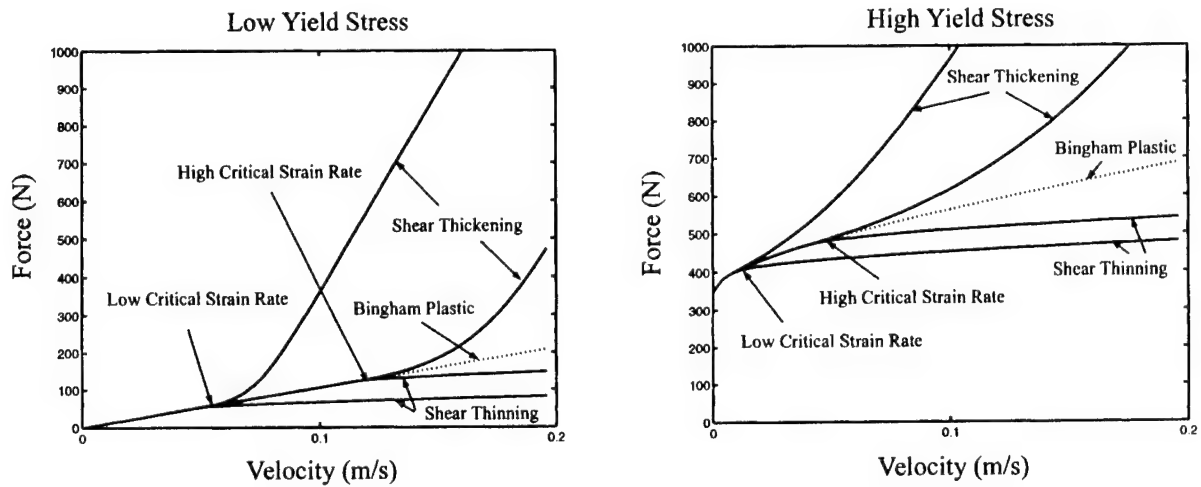 Low Yield Stress
1000
900
800
700
600
500
400
300
200
100
0
Force (N)
High Critical Strain Rate
Shear Thickening
Low Critical Strain Rate
Bingham Plastic
Shear Thinning
0
0.1
0.2
Velocity (m/s)
High Yield Stress
1000
900
800
700
600
500
400
300
200
100
0
Force (N)
Shear Thickening
Bingham Plastic
Shear Thinning
High Critical Strain Rate
Low Critical Strain Rate
0
0.1
0.2
Velocity (m/s)